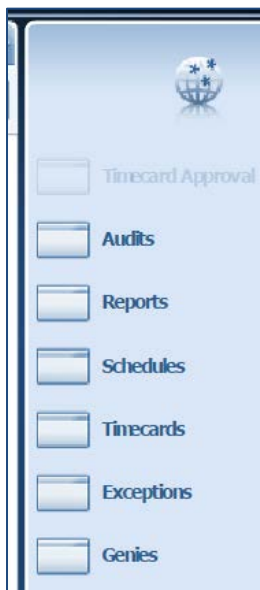 Timecard Approval
Audits
Reports
Schedules
Timecards
Exceptions
Genies